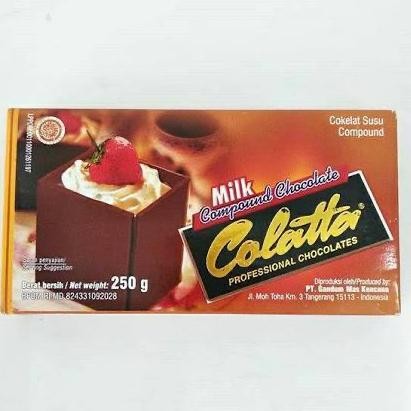 Cokelat Susu
Compound
Milk
Compound Chocolate
Colatta
PROFESSIONAL CHOCOLATES
Saran penyajian/
Serving Suggestion
Berat bersih / Net weight: 250 g
BPOM RI MD 824331092028
Diproduksi oleh/Produced by:
PT. Gandum Mas Kencana
Jl. Moh Toha Km. 3 Tangerang 15113 - Indonesia